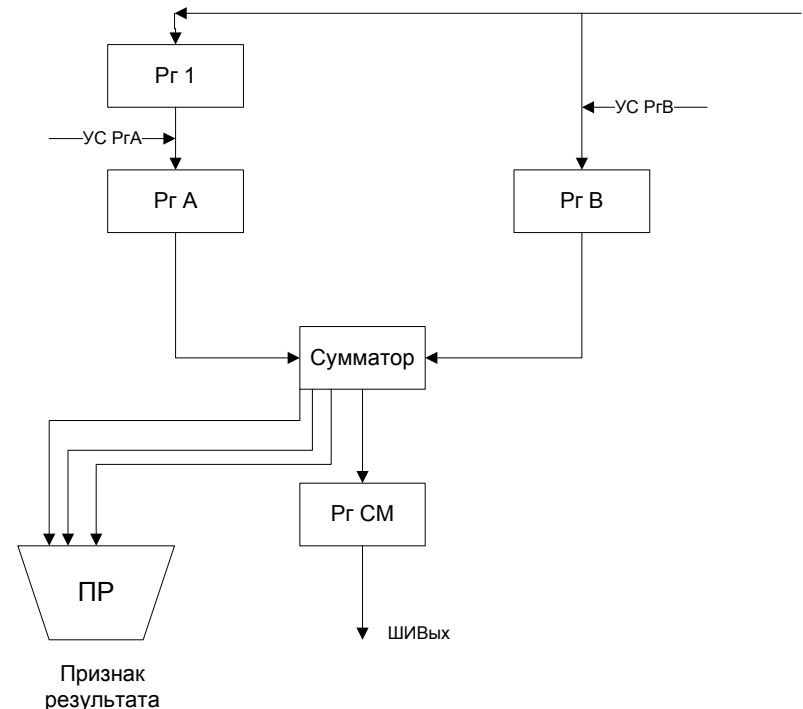 Рг 1
УС РгА
УС РгВ
Рг А
Рг В
Сумматор
Рг СМ
ПР
ШИВых
Признак
результата